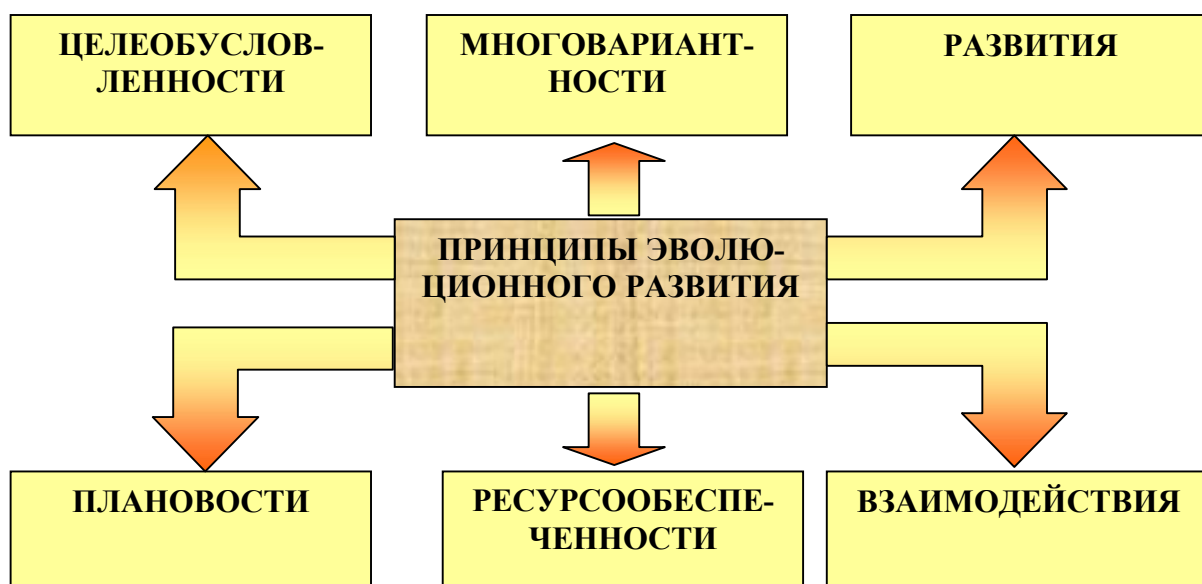 ЦЕЛЕОБУСЛОВ-
ЛЕННОСТИ
МНОГОВАРИАНТ-
НОСТИ
РАЗВИТИЯ
ПРИНЦИПЫ ЭВОЛЮ-
ЦИОННОГО РАЗВИТИЯ
ПЛАНОВОСТИ
РЕСУРСООБЕСПЕ-
ЧЕННОСТИ
ВЗАИМОДЕЙСТВИЯ